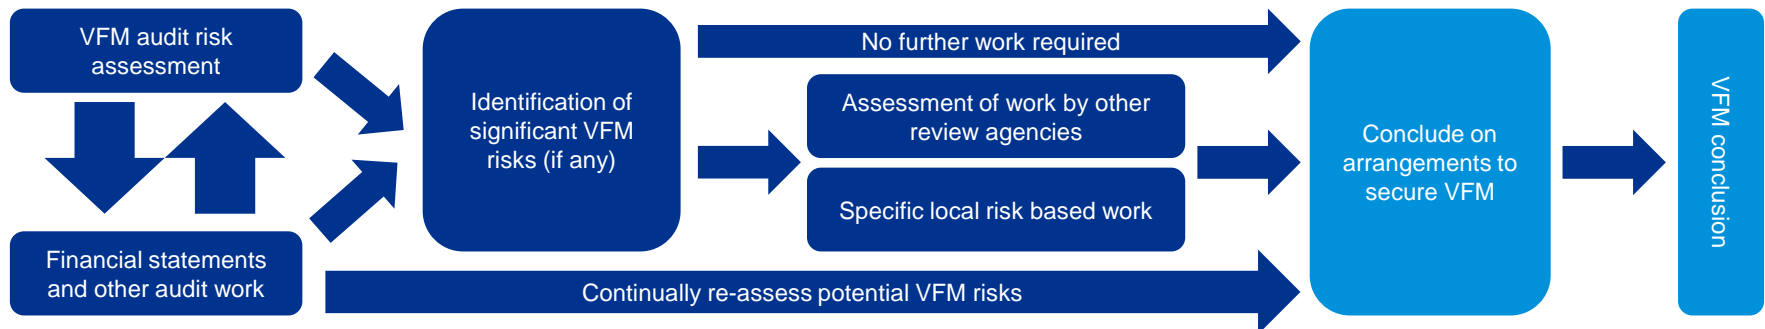 VFM audit risk
assessment
Financial statements
and other audit work
Identification of
significant VFM
risks (if any)
No further work required
Assessment of work by other
review agencies
Specific local risk based work
Continually re-assess potential VFM risks
Conclude on
arrangements to
secure VFM
VFM conclusion